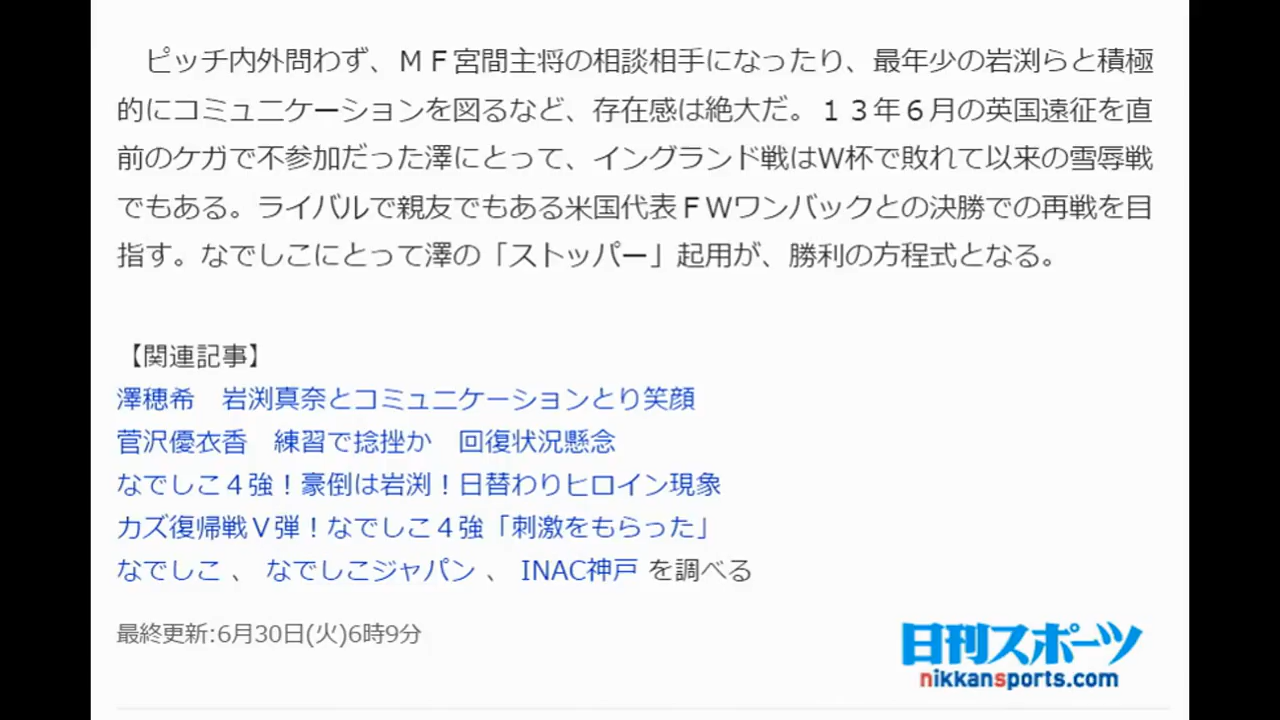 ピッチ内外問わず、ＭＦ宮間主将の相談相手になったり、最年少の岩渕らと積極
的にコミュニケーションを図るなど、存在感は絶大だ。１３年６月の英国遠征を直
前のケガで不参加だった澤にとって、イングランド戦はW杯で敗れて以来の雪辱戦
でもある。ライバルで親友でもある米国代表ＦWワンバックとの決勝での再戦を目
指す。なでしこにとって澤の「ストッパー」起用が、勝利の方程式となる。
【関連記事】
澤穂希　岩渕真奈とコミュニケーションとり笑顔
菅沢優衣香　練習で捻挫か　回復状況懸念
なでしこ４強！豪倒は岩渕！日替わりヒロイン現象
カズ復帰戦Ｖ弾！なでしこ４強「刺激をもらった」
なでしこ 、 なでしこジャパン 、 INAC神戸 を調べる
最終更新:6月30日(火)6時9分
日刊スポーツ
nikkansports.com